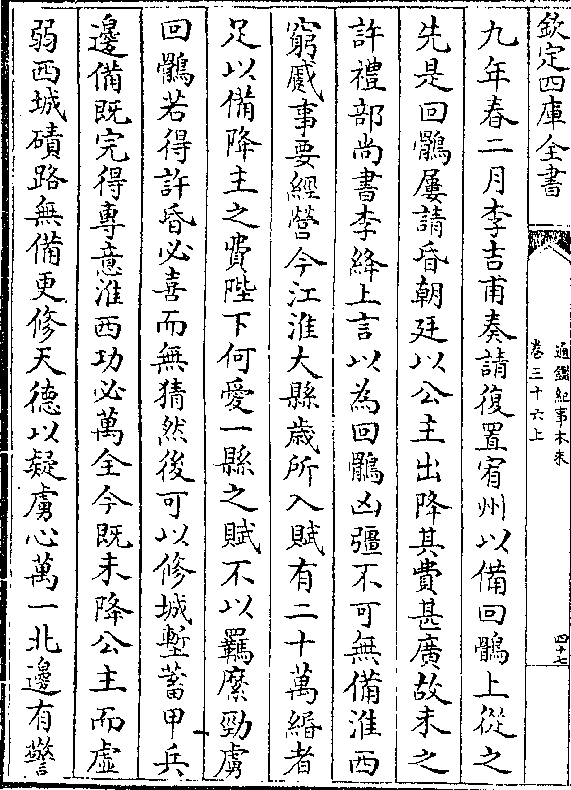 欽定四庫全書
通鑑紀事本末
卷三十六上
四十七
九年春二月李吉甫奏請復置宥州以備回鶻上從之
先是回鶻屢請昏朝廷以公主出降其費甚廣故未之
許禮部尚書李絳上言以為回鶻凶彊不可無備淮西
窮蹙事要經營今江淮大縣歲所入賦有二十萬緡者
足以備降主之費陛下何愛一縣之賦不以羈縻勁虜
回鶻若得許昏必喜而無猜然後可以修城塹蓄甲兵
邊備既完得專意淮西功必萬全今既未降公主而虛
弱西城磧路無備更修天德以疑虜心萬一北邊有警